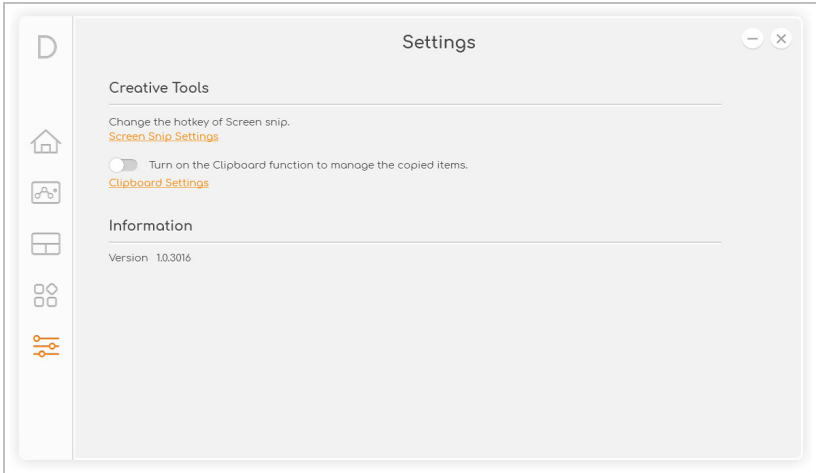 D
Settings
Creative Tools
Change the hotkey of Screen snip.
Screen Snip Settings
Turn on the Clipboard function to manage the copied items.
Clipboard Settings
Information
Version 1.0.3016